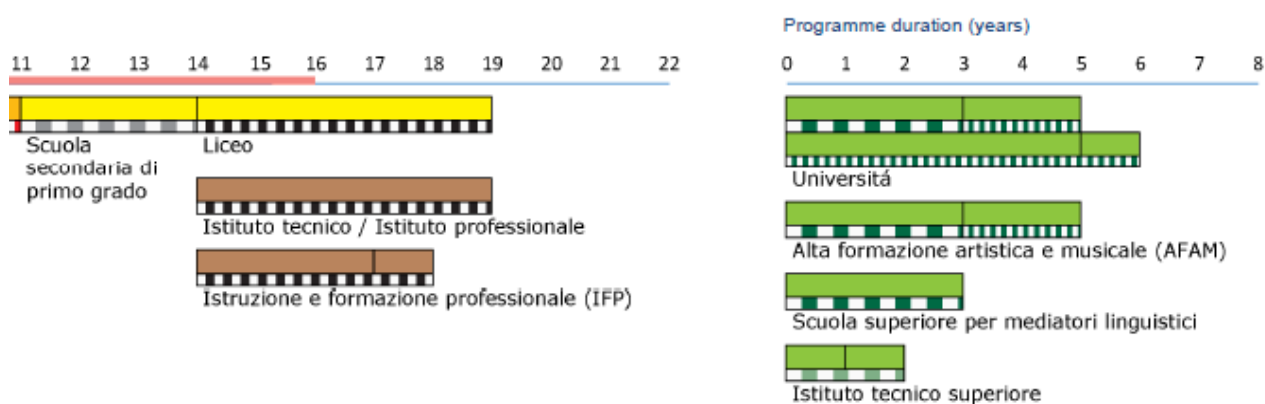 Programme duration (years)
11 12 13 14 15 16 17 18 19 20 21 22
0 1 2 3 4 5 6 7 8
Scuola
secondaria di
primo grado
Liceo
Istituto tecnico / Istituto professionale
Istruzione e formazione professionale (IFP)
Universitá
Alta formazione artistica e musicale (AFAM)
Scuola superiore per mediatori linguistici
Istituto tecnico superiore